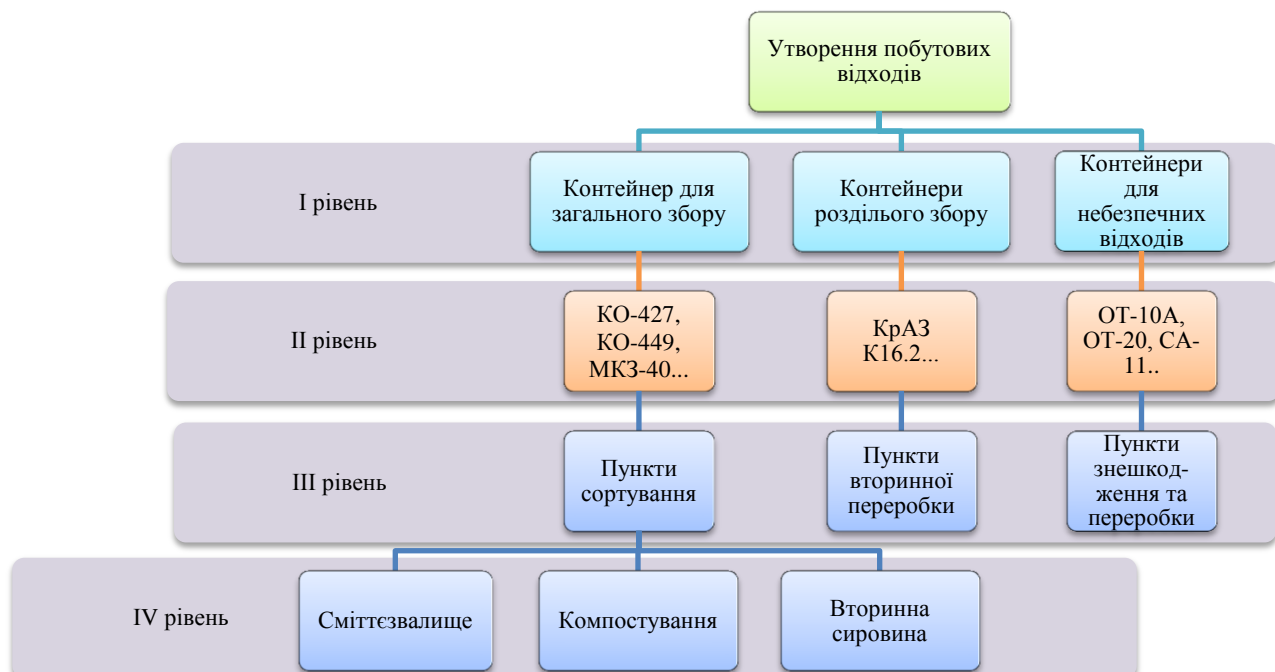 Утворення побутових
відходів
І рівень
Контейнер для
загального збору
Контейнери
розділього збору
Контейнери
для
небезпечних
відходів
ІІ рівень
КО-427,
КО-449,
МКЗ-40...
КрАЗ
К16.2...
ОТ-10А,
ОТ-20, СА-
11..
ІІІ рівень
Пункти
сортування
Пункти
вторинної
переробки
Пункти
знешкод-
ження та
переробки
IV рівень
Сміттєзвалище
Компостування
Вторинна
сировина